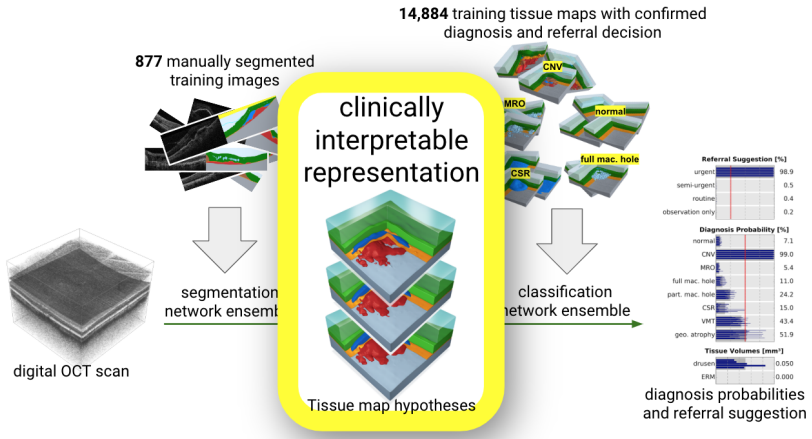 14,884 training tissue maps with confirmed
diagnosis and referral decision
877 manually segmented
training images
clinically
interpretable
representation
CNV
MRO
normal
CSR
full mac. hole
Referral Suggestion [%]
urgent 98.9
semi-urgent 0.5
routine 0.4
observation only 0.2
Diagnosis Probability [%]
normal 7.1
CNV 99.0
MRO 5.4
full mac. hole 11.0
part. mac. hole 24.2
CSR 15.0
VMT 43.4
geo. atrophy 51.9
Tissue Volumes [mm³]
drusen 0.050
ERM 0.000
segmentation
network ensemb
classification
network ensemble
digital OCT scan
Tissue map hypotheses
diagnosis probabilities
and referral suggestion